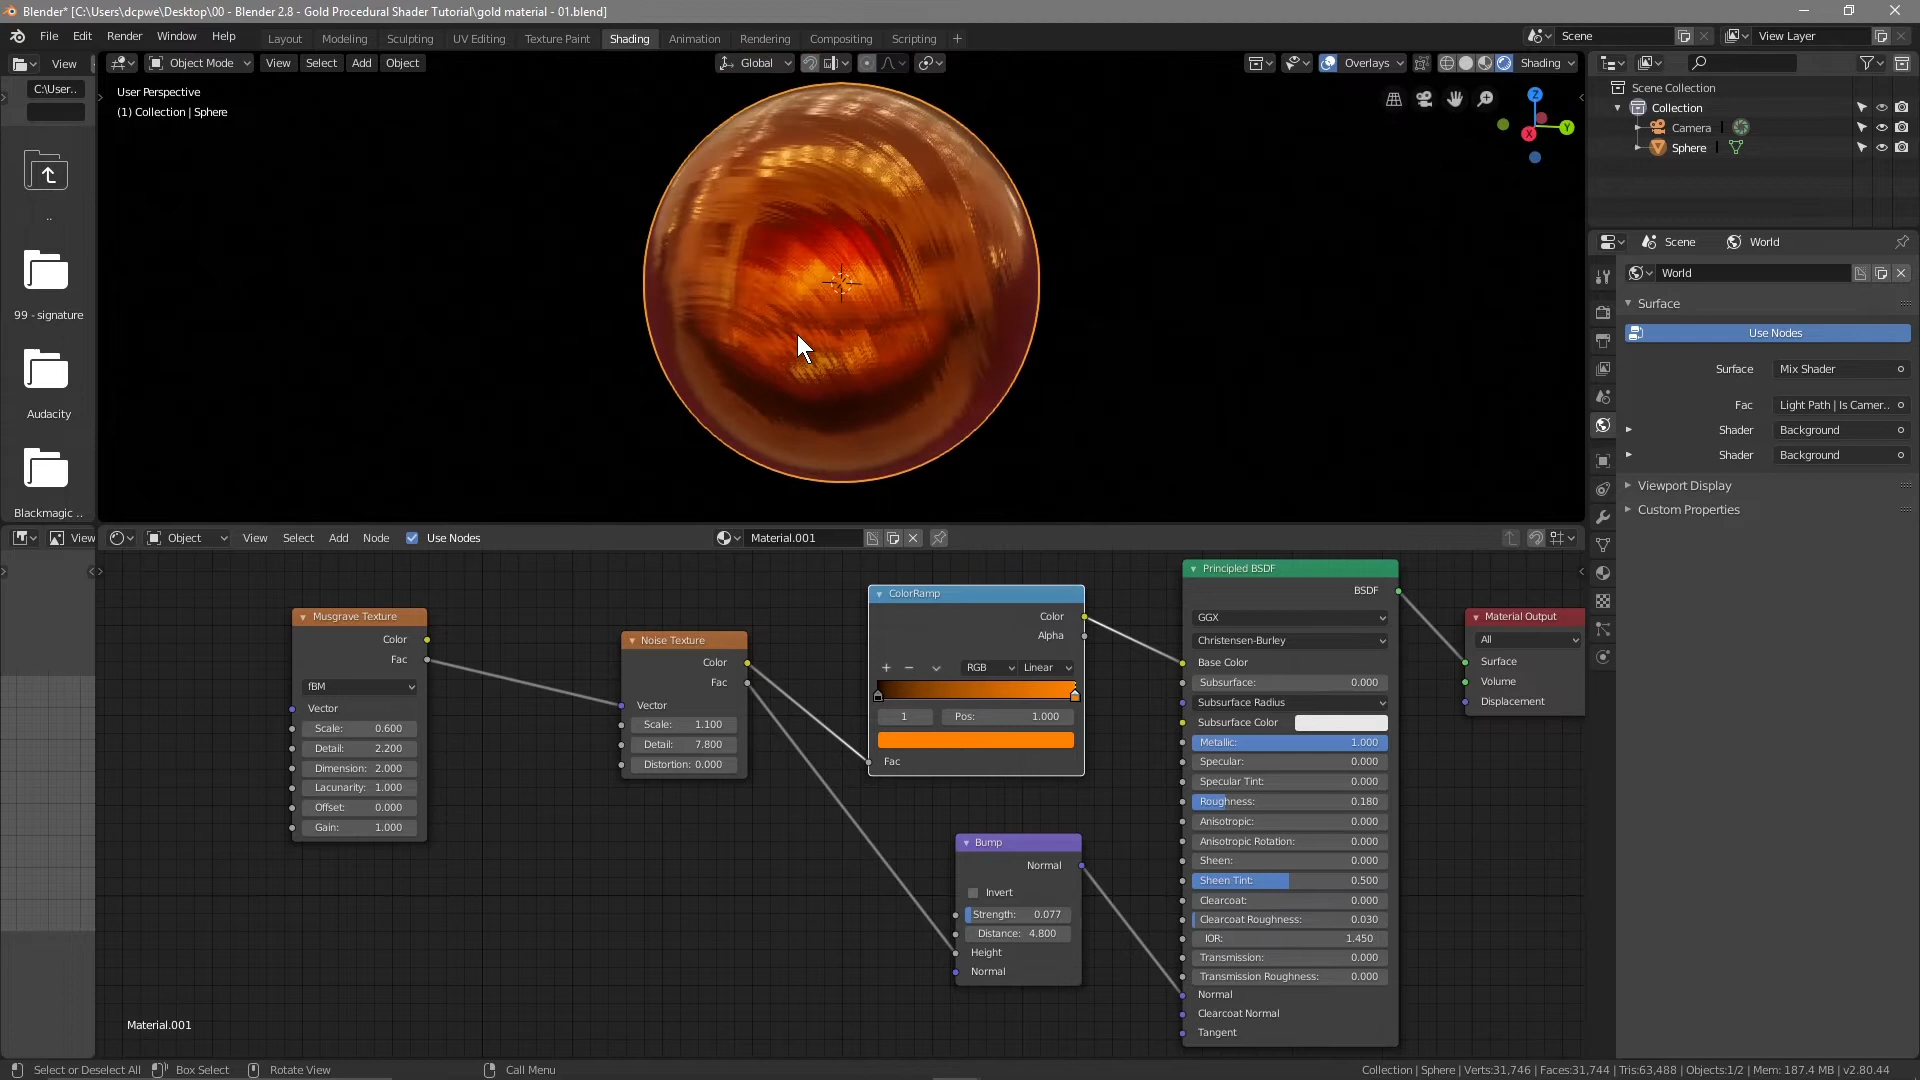 Blender* [C:\Users\dcpwe\Desktop\00 - Blender 2.8 - Gold Procedural Shader Tutorial\gold material - 01.blend]
File Edit Render Window Help Layout Modeling Sculpting UV Editing Texture Paint Shading Animation Rendering Compositing Scripting + Scene View Layer
View Object Mode View Select Add Object Global Overlays Shading
C:\User..
User Perspective
(1) Collection | Sphere
..
99 - signature
Audacity
Blackmagic ..
Z
Y
X
Scene Collection
Collection
Camera
Sphere
Scene World
World
Surface
Use Nodes
Surface Mix Shader
Fac Light Path | Is Camer..
Shader Background
Shader Background
Viewport Display
Custom Properties
View Object View Select Add Node Use Nodes Material.001
Musgrave Texture
Color
Fac
fBM
Vector
Scale: 0.600
Detail: 2.200
Dimension: 2.000
Lacunarity: 1.000
Offset: 0.000
Gain: 1.000
Noise Texture
Color
Fac
Vector
Scale: 1.100
Detail: 7.800
Distortion: 0.000
ColorRamp
Color
Alpha
+ − RGB Linear
1 Pos: 1.000
Fac
Bump
Normal
Invert
Strength: 0.077
Distance: 4.800
Height
Normal
Principled BSDF
BSDF
GGX
Christensen-Burley
Base Color
Subsurface: 0.000
Subsurface Radius
Subsurface Color
Metallic: 1.000
Specular: 0.000
Specular Tint: 0.000
Roughness: 0.180
Anisotropic: 0.000
Anisotropic Rotation: 0.000
Sheen: 0.000
Sheen Tint: 0.500
Clearcoat: 0.000
Clearcoat Roughness: 0.030
IOR: 1.450
Transmission: 0.000
Transmission Roughness: 0.000
Normal
Clearcoat Normal
Tangent
Material Output
All
Surface
Volume
Displacement
Material.001
Select or Deselect All Box Select Rotate View Call Menu Collection | Sphere | Verts:31,746 | Faces:31,744 | Tris:63,488 | Objects:1/2 | Mem: 187.4 MB | v2.80.44